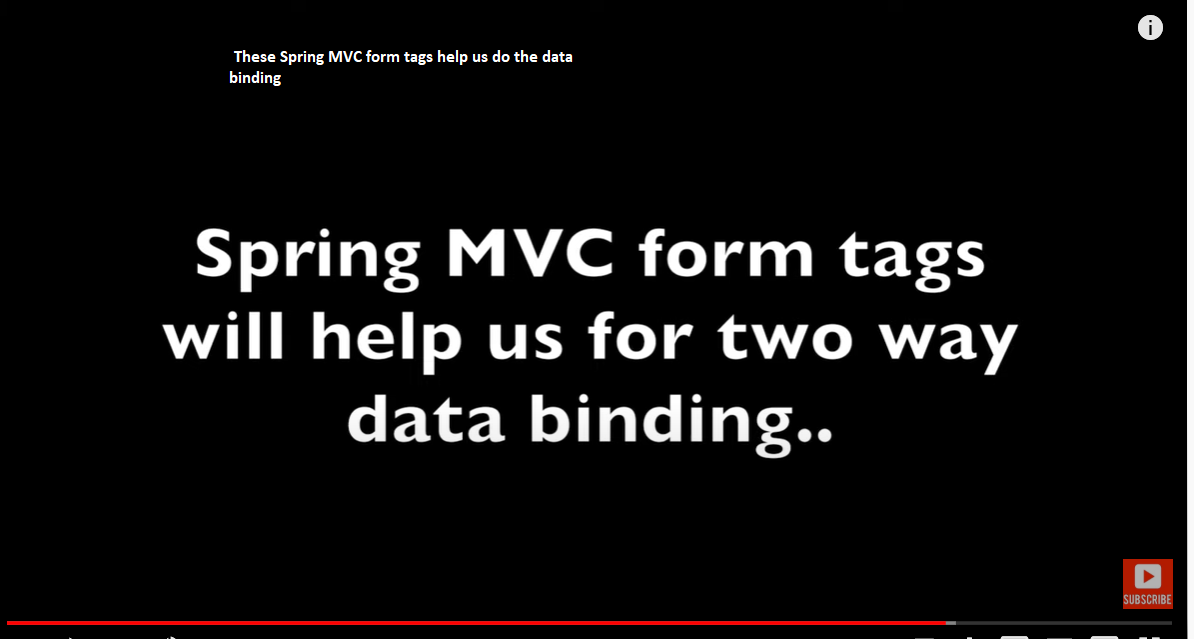 These Spring MVC form tags help us do the data
binding
Spring MVC form tags
will help us for two way
data binding..
SUBSCRIBE